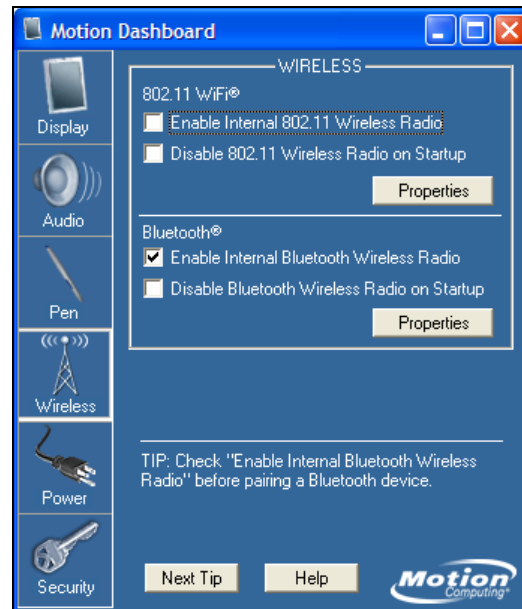 Motion Dashboard
Display
Audio
Pen
Wireless
Power
Security
WIRELESS
802.11 WiFi®
Enable Internal 802.11 Wireless Radio
Disable 802.11 Wireless Radio on Startup
Properties
Bluetooth®
Enable Internal Bluetooth Wireless Radio
Disable Bluetooth Wireless Radio on Startup
Properties
TIP: Check "Enable Internal Bluetooth Wireless
Radio" before pairing a Bluetooth device.
Next Tip
Help
Motion
Computing®